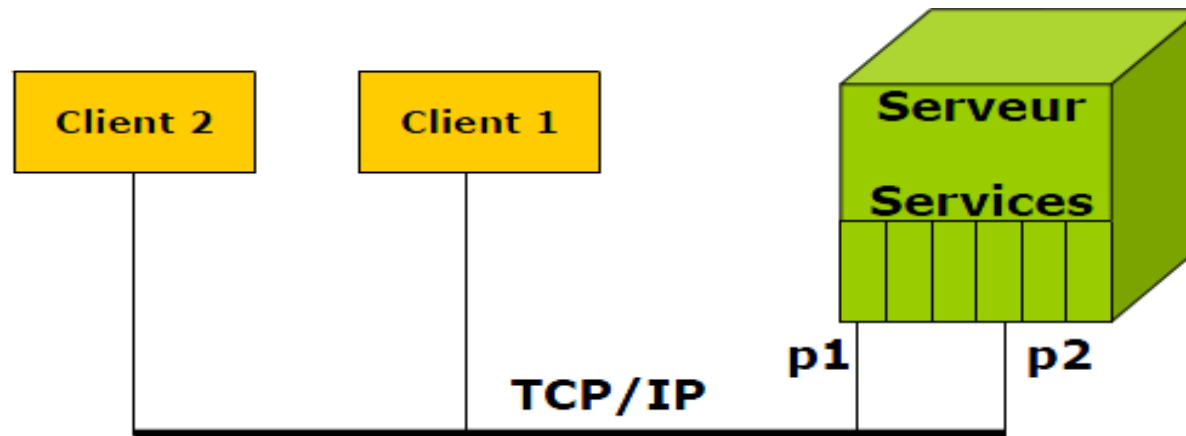 Client 2
Client 1
Serveur
Services
p1
p2
TCP/IP